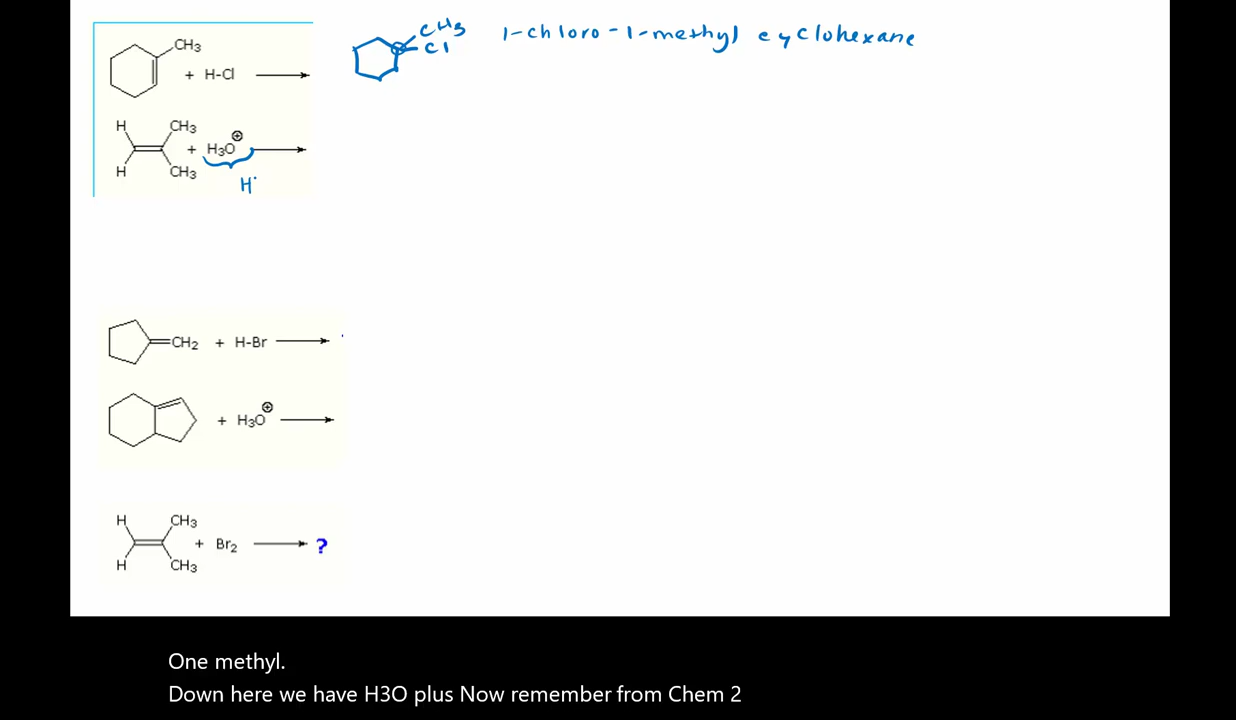 CH3
+ H-Cl
CH3
Cl
1-chloro-1-methyl cyclohexane
H CH3
+ H3O ⊕
H CH3
H
=CH2 + H-Br
+ H3O ⊕
H CH3
+ Br2 ?
H CH3
One methyl.
Down here we have H3O plus Now remember from Chem 2